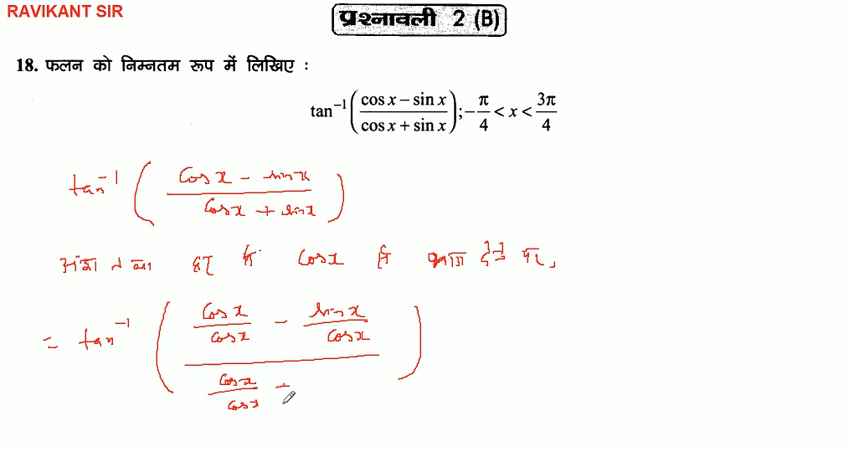 RAVIKANT SIR
प्रश्नावली 2 (B)
18. फलन को निम्नतम रूप में लिखिए :
tan⁻¹((cos x − sin x)/(cos x + sin x)); −π/4 < x < 3π/4
tan⁻¹((cos x − sin x)/(cos x + sin x))
अंश तथा हर में cos x से भाग देने पर,
= tan⁻¹((cos x/cos x − sin x/cos x)/(cos x/cos x +